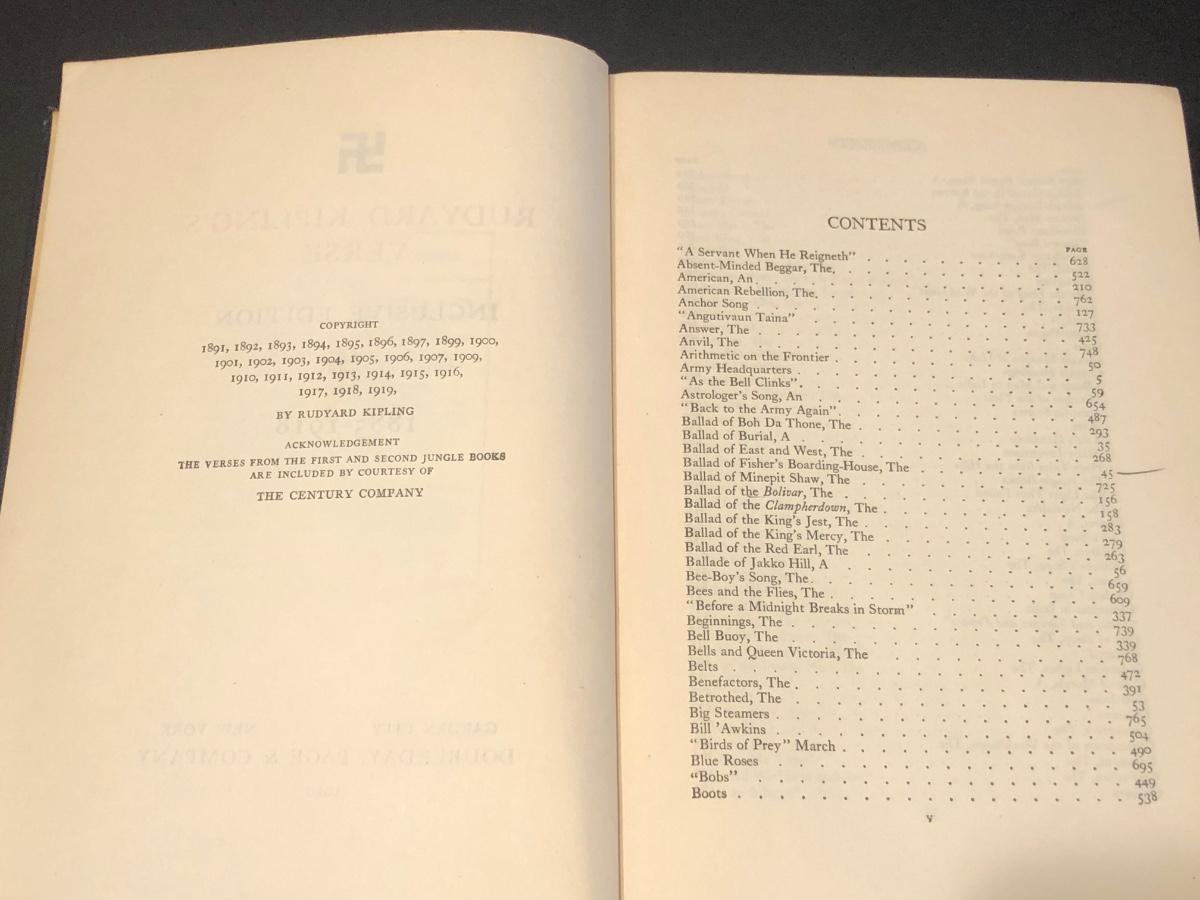 COPYRIGHT
1891, 1892, 1893, 1894, 1895, 1896, 1897, 1899, 1900,
1901, 1902, 1903, 1904, 1905, 1906, 1907, 1909,
1910, 1911, 1912, 1913, 1914, 1915, 1916,
1917, 1918, 1919,
BY RUDYARD KIPLING
ACKNOWLEDGEMENT
THE VERSES FROM THE FIRST AND SECOND JUNGLE BOOKS
ARE INCLUDED BY COURTESY OF
THE CENTURY COMPANY
CONTENTS
PAGE
"A Servant When He Reigneth" 628
Absent-Minded Beggar, The 522
American, An 210
American Rebellion, The 762
Anchor Song 127
"Angutivaun Taina" 733
Answer, The 425
Anvil, The 748
Arithmetic on the Frontier 50
Army Headquarters 5
"As the Bell Clinks" 59
Astrologer's Song, An 654
"Back to the Army Again" 487
Ballad of Boh Da Thone, The 293
Ballad of Burial, A 35
Ballad of East and West, The 268
Ballad of Fisher's Boarding-House, The 45
Ballad of Minepit Shaw, The 725
Ballad of the Bolivar, The 156
Ballad of the Clampherdown, The 158
Ballad of the King's Jest, The 283
Ballad of the King's Mercy, The 279
Ballad of the Red Earl, The 263
Ballade of Jakko Hill, A 56
Bee-Boy's Song, The 659
Bees and the Flies, The 609
"Before a Midnight Breaks in Storm" 337
Beginnings, The 739
Bell Buoy, The 339
Bells and Queen Victoria, The 768
Belts 472
Benefactors, The 391
Betrothed, The 53
Big Steamers 765
Bill 'Awkins 504
"Birds of Prey" March 490
Blue Roses 695
"Bobs" 449
Boots 538
v